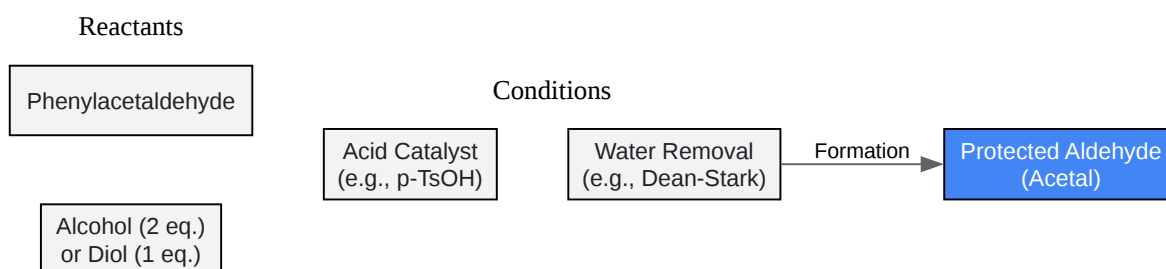 Reactants
Phenylacetaldehyde
Alcohol (2 eq.)
or Diol (1 eq.)
Conditions
Acid Catalyst
(e.g., p-TsOH)
Water Removal
(e.g., Dean-Stark)
Formation
Protected Aldehyde
(Acetal)